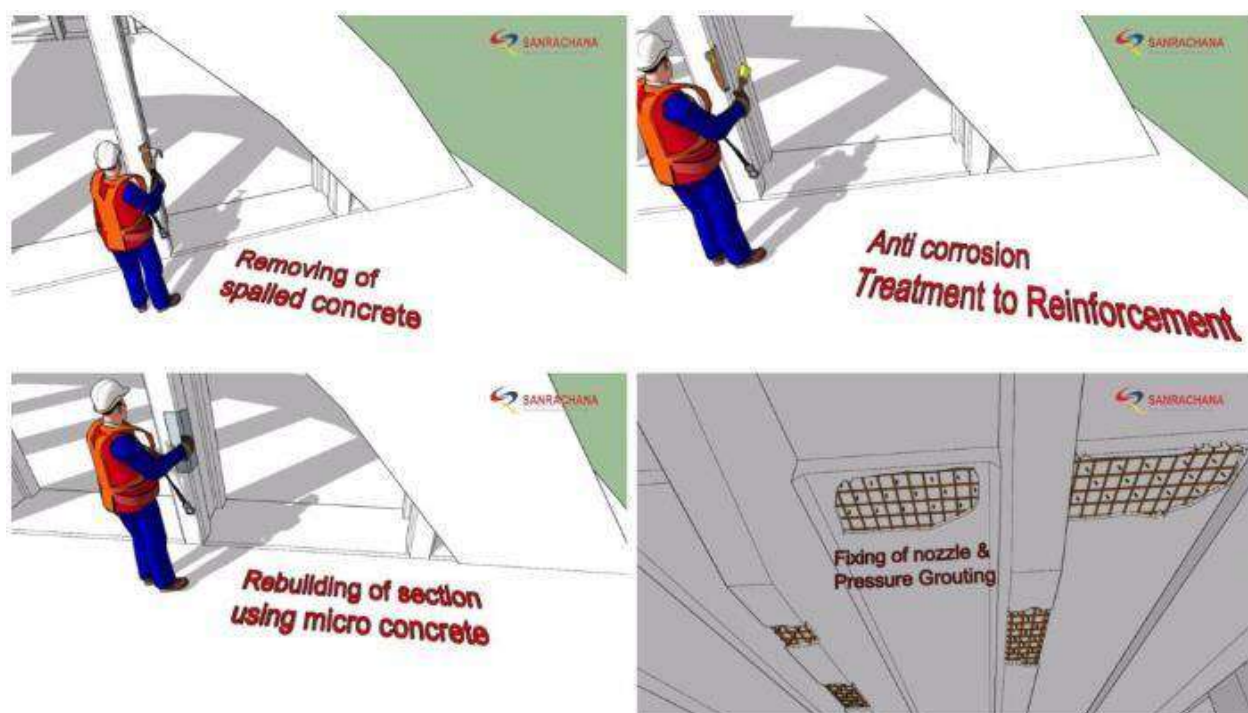 SANRACHANA
Removing of
spalled concrete
SANRACHANA
Anti corrosion
Treatment to Reinforcement
SANRACHANA
Rebuilding of section
using micro concrete
SANRACHANA
Fixing of nozzle &
Pressure Grouting